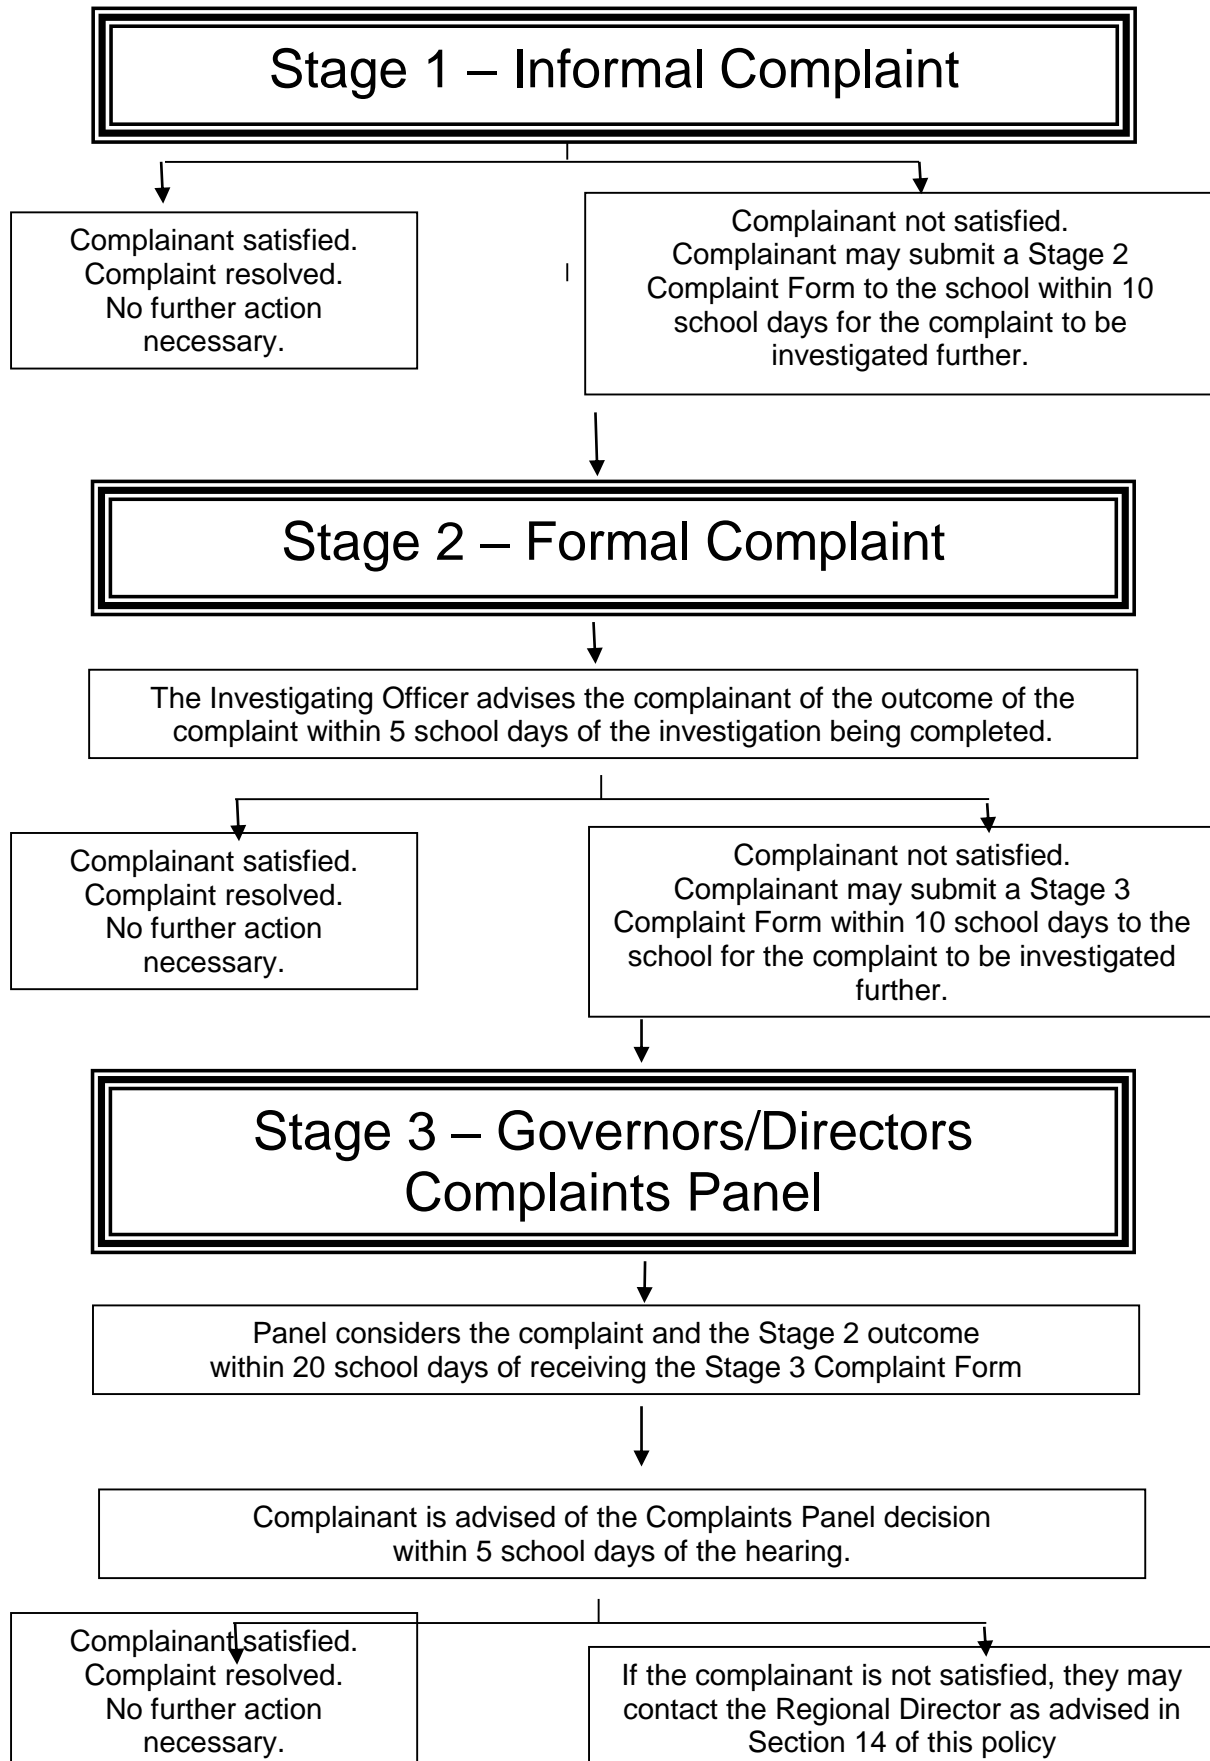 Stage 1 – Informal Complaint
Complainant satisfied.
Complaint resolved.
No further action
necessary.
Complainant not satisfied.
Complainant may submit a Stage 2
Complaint Form to the school within 10
school days for the complaint to be
investigated further.
Stage 2 – Formal Complaint
The Investigating Officer advises the complainant of the outcome of the
complaint within 5 school days of the investigation being completed.
Complainant satisfied.
Complaint resolved.
No further action
necessary.
Complainant not satisfied.
Complainant may submit a Stage 3
Complaint Form within 10 school days to the
school for the complaint to be investigated
further.
Stage 3 – Governors/Directors
Complaints Panel
Panel considers the complaint and the Stage 2 outcome
within 20 school days of receiving the Stage 3 Complaint Form
Complainant is advised of the Complaints Panel decision
within 5 school days of the hearing.
Complainant satisfied.
Complaint resolved.
No further action
necessary.
If the complainant is not satisfied, they may
contact the Regional Director as advised in
Section 14 of this policy